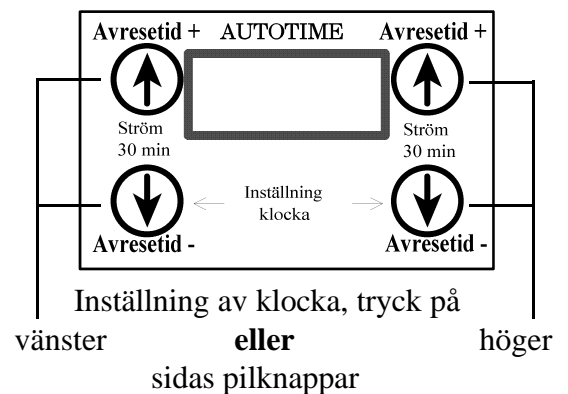 Avresetid + AUTOTIME Avresetid +
Ström
30 min
Ström
30 min
Inställning
klocka
Avresetid -
Avresetid -
Inställning av klocka, tryck på
vänster eller höger
sidas pilknappar